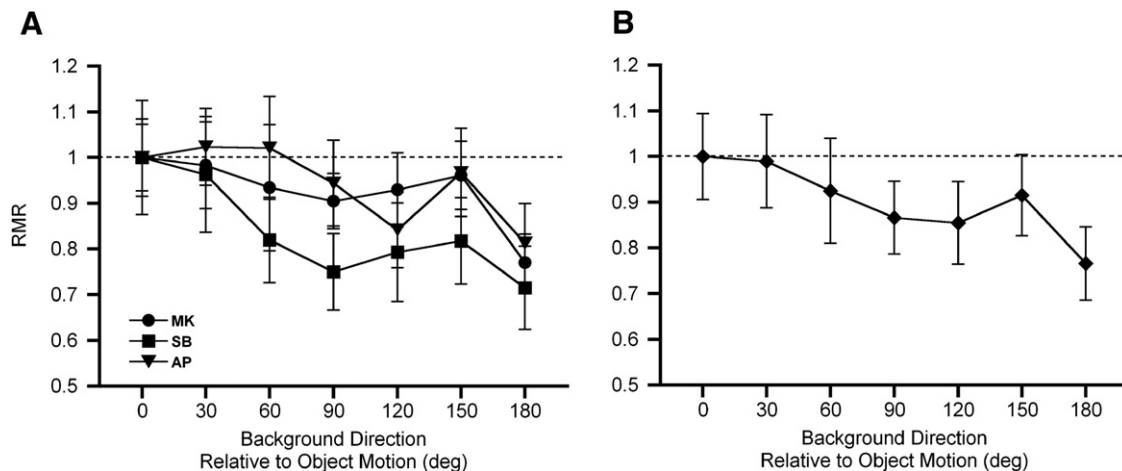 A
1.2
1.1
1
0.9
0.8
0.7
0.6
0.5
RMR
MK
SB
AP
0 30 60 90 120 150 180
Background Direction
Relative to Object Motion (deg)
B
1.2
1.1
1
0.9
0.8
0.7
0.6
0.5
0 30 60 90 120 150 180
Background Direction
Relative to Object Motion (deg)